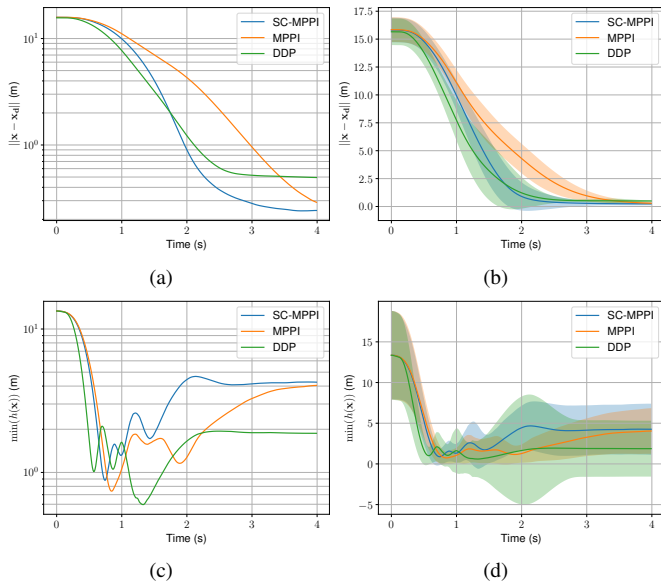 SC-MPPI
MPPI
DDP
10¹
10⁰
||x − x_d|| (m)
0 1 2 3 4
Time (s)
(a)
SC-MPPI
MPPI
DDP
17.5
15.0
12.5
10.0
7.5
5.0
2.5
0.0
||x − x_d|| (m)
0 1 2 3 4
Time (s)
(b)
SC-MPPI
MPPI
DDP
10¹
10⁰
min(h(x)) (m)
0 1 2 3 4
Time (s)
(c)
SC-MPPI
MPPI
DDP
15
10
5
0
−5
min(h(x)) (m)
0 1 2 3 4
Time (s)
(d)